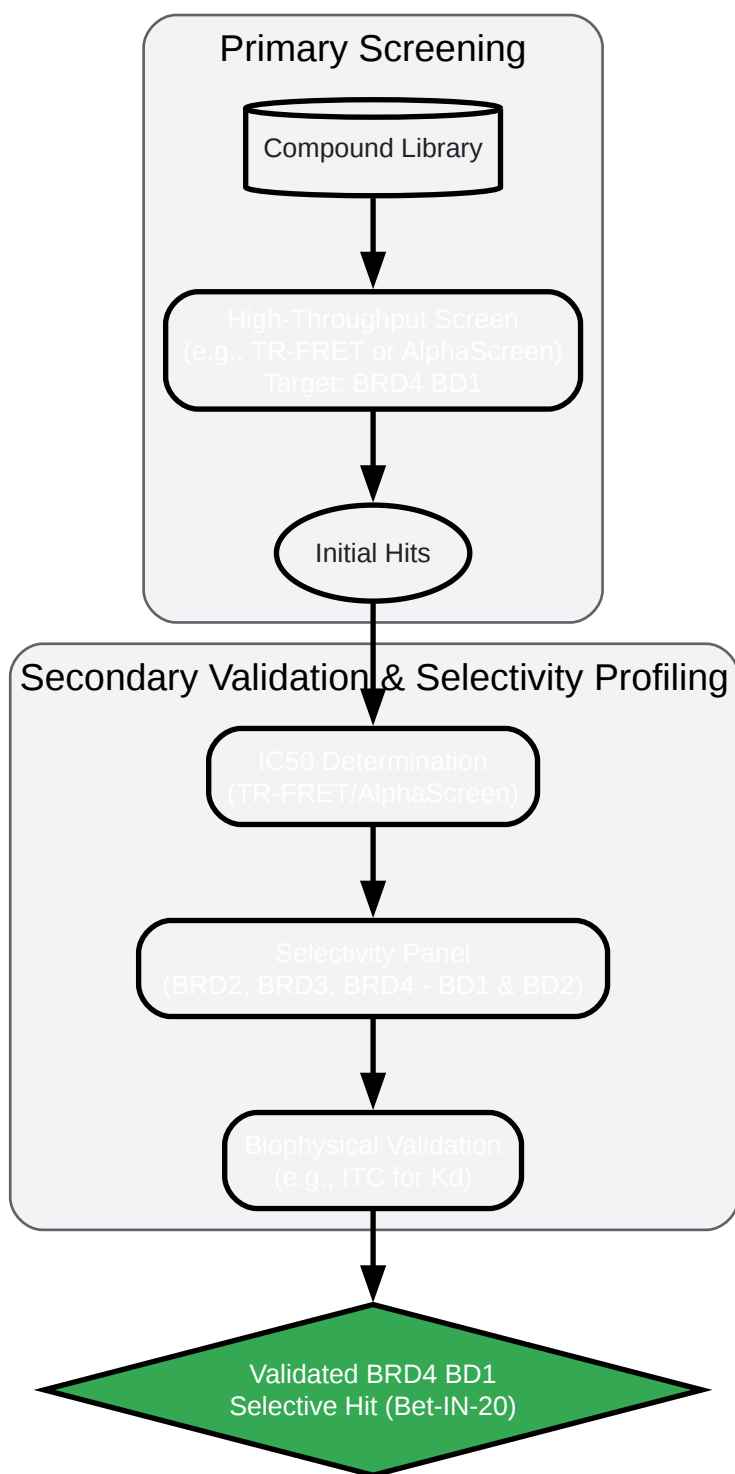 Primary Screening
Compound Library
High-Throughput Screen
(e.g., TR-FRET or AlphaScreen)
Target: BRD4 BD1
Initial Hits
Secondary Validation & Selectivity Profiling
IC50 Determination
(TR-FRET/AlphaScreen)
Selectivity Panel
(BRD2, BRD3, BRD4 - BD1 & BD2)
Biophysical Validation
(e.g., ITC for Kd)
Validated BRD4 BD1
Selective Hit (Bet-IN-20)